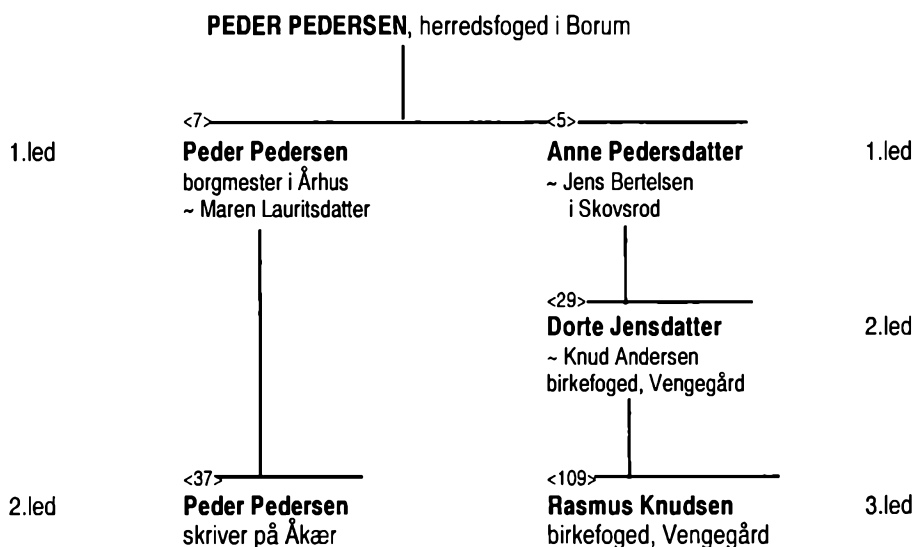 PEDER PEDERSEN, herredsfoged i Borum
<7> <5>
1.led Peder Pedersen Anne Pedersdatter 1.led
borgmester i Århus ~ Jens Bertelsen
~ Maren Lauritsdatter i Skovsrod
<29>
Dorte Jensdatter 2.led
~ Knud Andersen
birkefoged, Vengegård
<37> <109>
2.led Peder Pedersen Rasmus Knudsen 3.led
skriver på Åkær birkefoged, Vengegård